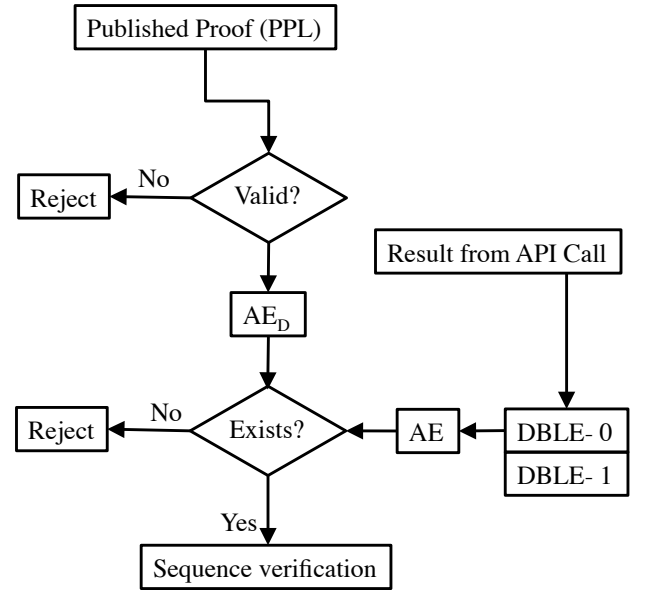 Published Proof (PPL)
No
Valid?
Reject
Result from API Call
AE_D
No
Exists?
Reject
AE
DBLE- 0
DBLE- 1
Yes
Sequence verification